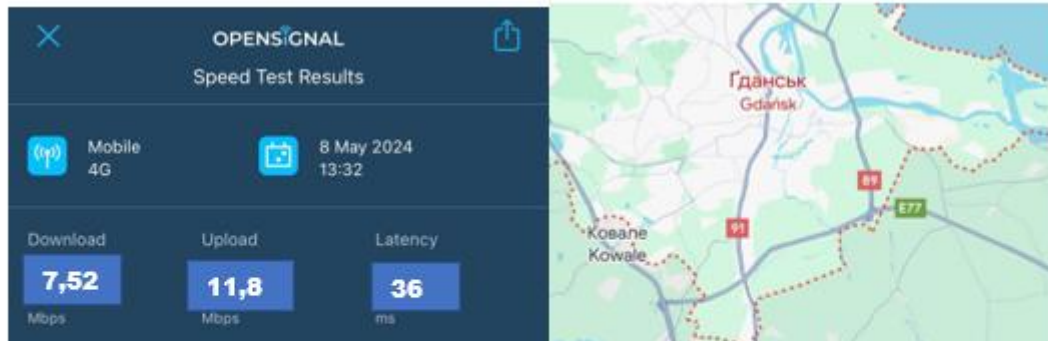 OPENSIGNAL
Speed Test Results
Mobile
4G
8 May 2024
13:32
Download
7,52
Mbps
Upload
11,8
Mbps
Latency
36
ms
Ґданськ
Gdańsk
89
E77
91
Ковале
Kowale